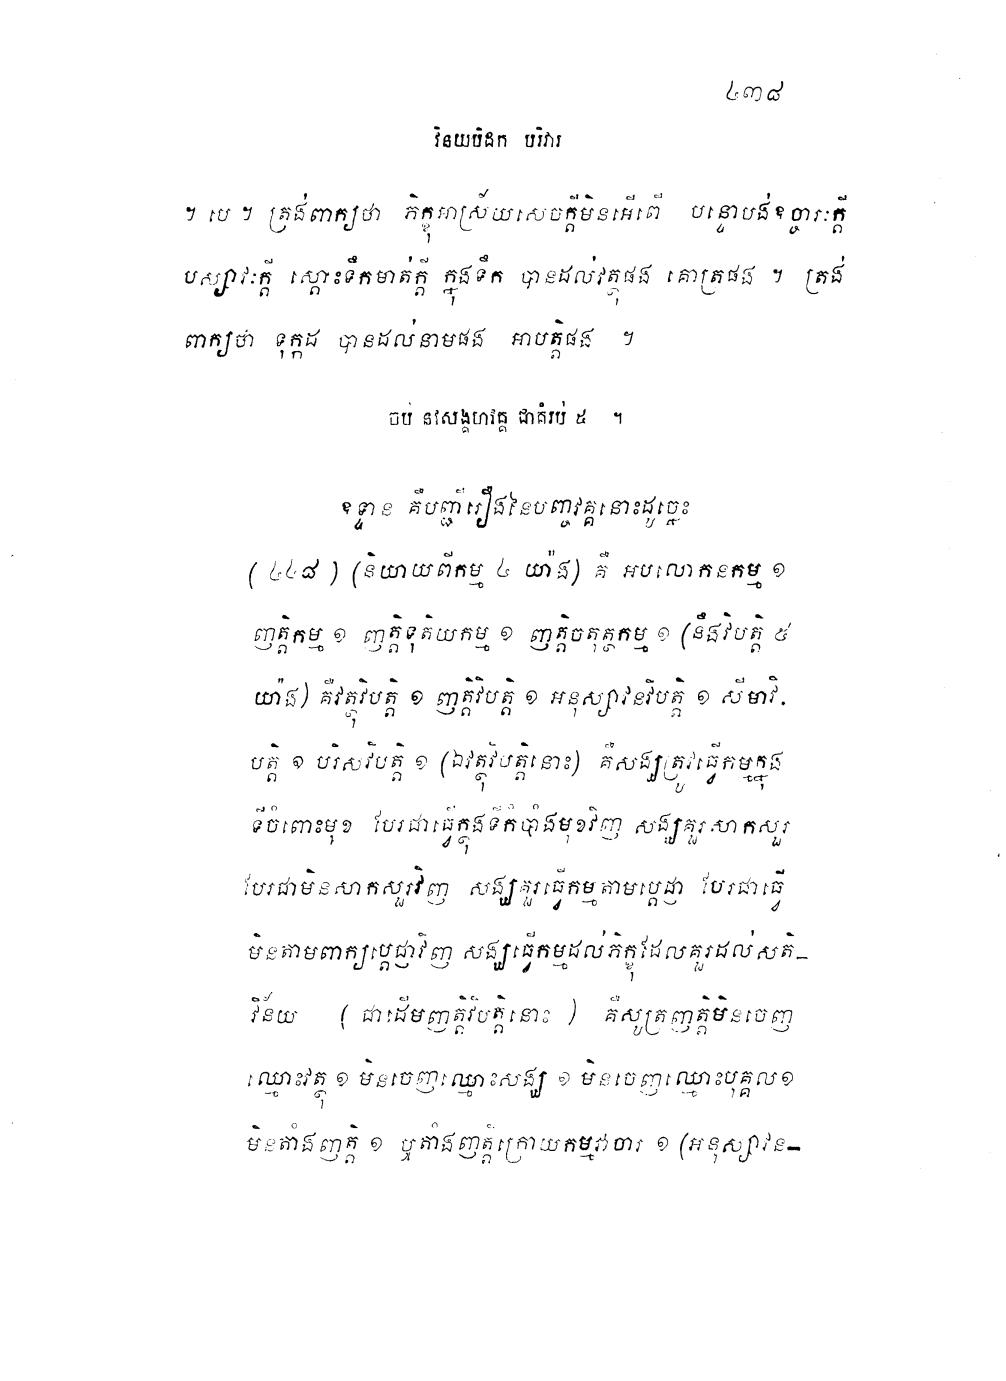 ៤៣៨
វិនយបិដក បរិវារ
។ បេ ។ ត្រង់ពាក្យថា ភិក្ខុអាស្រ័យសេចក្តីមិនអើពើ បន្ទោបង់ឧច្ចារៈក្តី
បស្សាវៈក្តី ស្តោះទឹកមាត់ក្តី ក្នុងទឹក បានដល់វត្ថុផង គោត្រផង ។ ត្រង់
ពាក្យថា ទុក្កដ បានដល់នាមផង អាបត្តិផង ។
ចប់ នវសង្គហវគ្គ ជាគំរប់ ៥ ។
ឧទ្ទាន គឺបញ្ជីរឿងនៃបញ្ចវគ្គនោះដូច្នេះ
(៤៤៨) (និយាយពីកម្ម ៤ យ៉ាង) គឺ អបលោកនកម្ម ១
ញត្តិកម្ម ១ ញត្តិទុតិយកម្ម ១ ញត្តិចតុត្ថកម្ម ១ (នឹងវិបត្តិ ៥
យ៉ាង) គឺវត្ថុវិបត្តិ ១ ញត្តិវិបត្តិ ១ អនុស្សាវនវិបត្តិ ១ សីមាវិ-
បត្តិ ១ បរិសវិបត្តិ ១ (ឯវត្ថុវិបត្តិនោះ) គឺសង្ឃត្រូវធ្វើកម្មក្នុង
ទីចំពោះមុខ បែរជាធ្វើក្នុងទីកំបាំងមុខវិញ សង្ឃគួរសាកសួរ
បែរជាមិនសាកសួរវិញ សង្ឃគួរធ្វើកម្មតាមប្តេជ្ញា បែរជាធ្វើ
មិនតាមពាក្យប្តេជ្ញាវិញ សង្ឃធ្វើកម្មដល់ភិក្ខុដែលគួរដល់សតិ-
វិន័យ (ជាដើមញត្តិវិបត្តិនោះ) គឺសូត្រញត្តិមិនចេញ
ឈ្មោះវត្ថុ ១ មិនចេញឈ្មោះសង្ឃ ១ មិនចេញឈ្មោះបុគ្គល១
មិនតាំងញត្តិ ១ ឬតាំងញត្តិក្រោយកម្មវាចារ ១ (អនុស្សាវន-